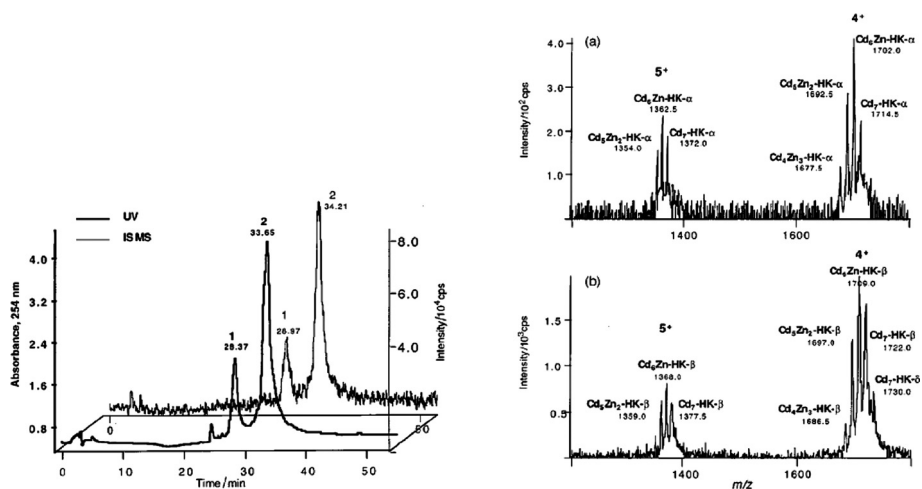 UV
IS MS
Absorbance, 254 nm
4.0
3.2
2.4
1.6
0.8
1
28.37
2
33.65
1
28.97
2
34.21
8.0
6.0
4.0
Intensity/10⁴cps
0
0
10
20
30
40
50
Time/min
(a)
Intensity/10² cps
4.0
3.0
2.0
1.0
5⁺
Cd₆Zn-HK-α
1362.5
Cd₅Zn₂-HK-α
1354.0
Cd₇-HK-α
1372.0
4⁺
Cd₆Zn-HK-α
1702.0
Cd₅Zn₂-HK-α
1692.5
Cd₇-HK-α
1714.5
Cd₄Zn₃-HK-α
1677.5
1400
1600
(b)
Intensity/10³cps
1.5
1.0
0.5
5⁺
Cd₆Zn-HK-β
1368.0
Cd₅Zn₂-HK-β
1359.0
Cd₇-HK-β
1377.5
4⁺
Cd₆Zn-HK-β
1709.0
Cd₅Zn₂-HK-β
1697.0
Cd₇-HK-β
1722.0
Cd₇-HK-δ
1730.0
Cd₄Zn₃-HK-β
1686.5
1400
1600
m/z